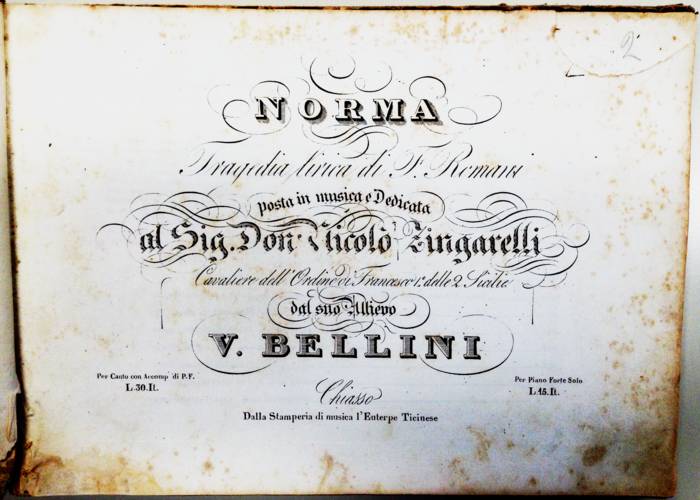 2
NORMA
Tragedia lirica di F. Romani
posta in musica e Dedicata
al Sig. Don Nicolò Zingarelli
Cavaliere dell' Ordine di Francesco 1.º delle 2 Sicilie
dal suo Allievo
V. BELLINI
Per Canto con Accomp.º di P. F.
L. 30. It.
Per Piano Forte Solo
L. 15. It.
Chiasso
Dalla Stamperia di musica l'Euterpe Ticinese